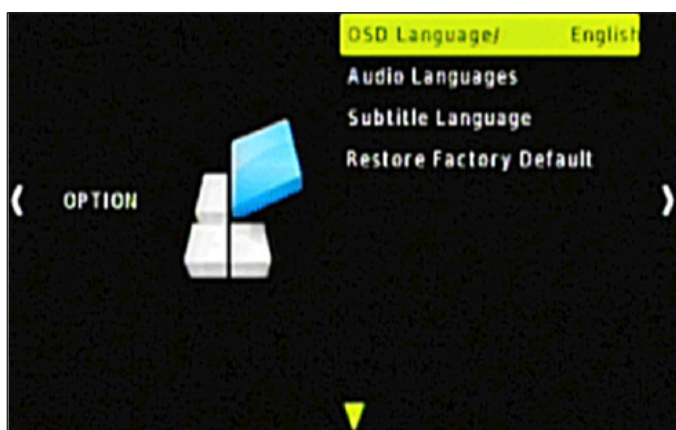 OSD Language/ English
Audio Languages
Subtitle Language
Restore Factory Default
OPTION